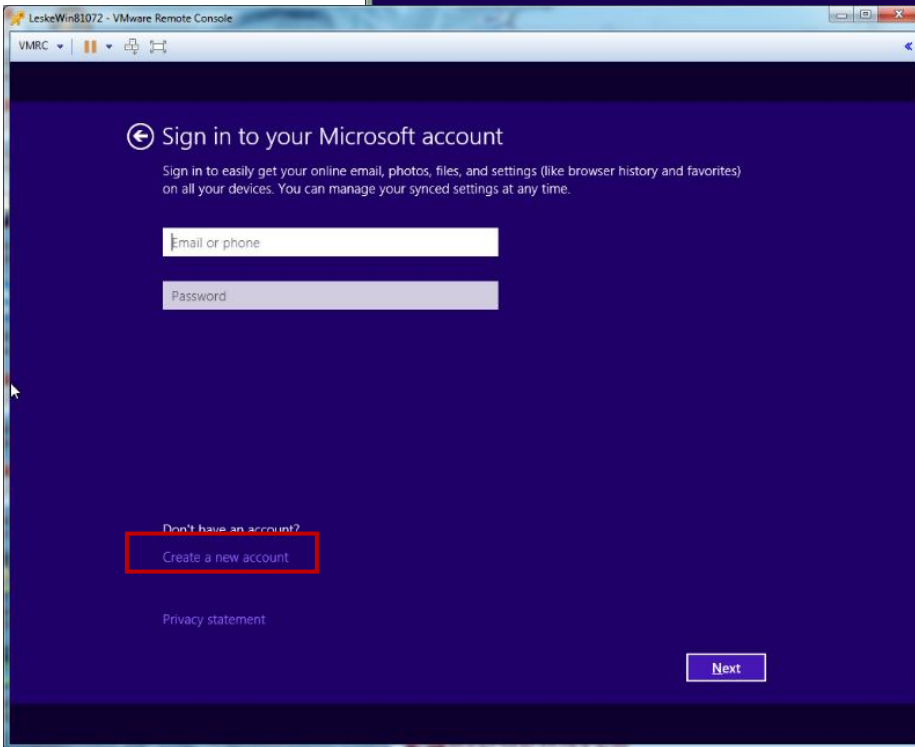 LeskeWin81072 - VMware Remote Console
VMRC
Sign in to your Microsoft account
Sign in to easily get your online email, photos, files, and settings (like browser history and favorites)
on all your devices. You can manage your synced settings at any time.
Email or phone
Password
Don't have an account?
Create a new account
Privacy statement
Next